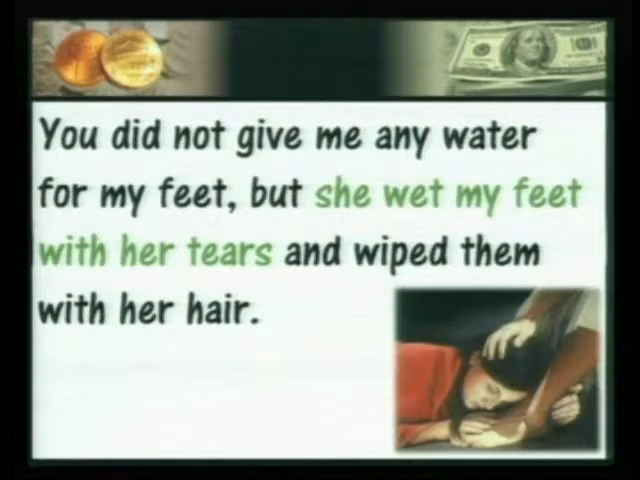 You did not give me any water
for my feet, but she wet my feet
with her tears and wiped them
with her hair.